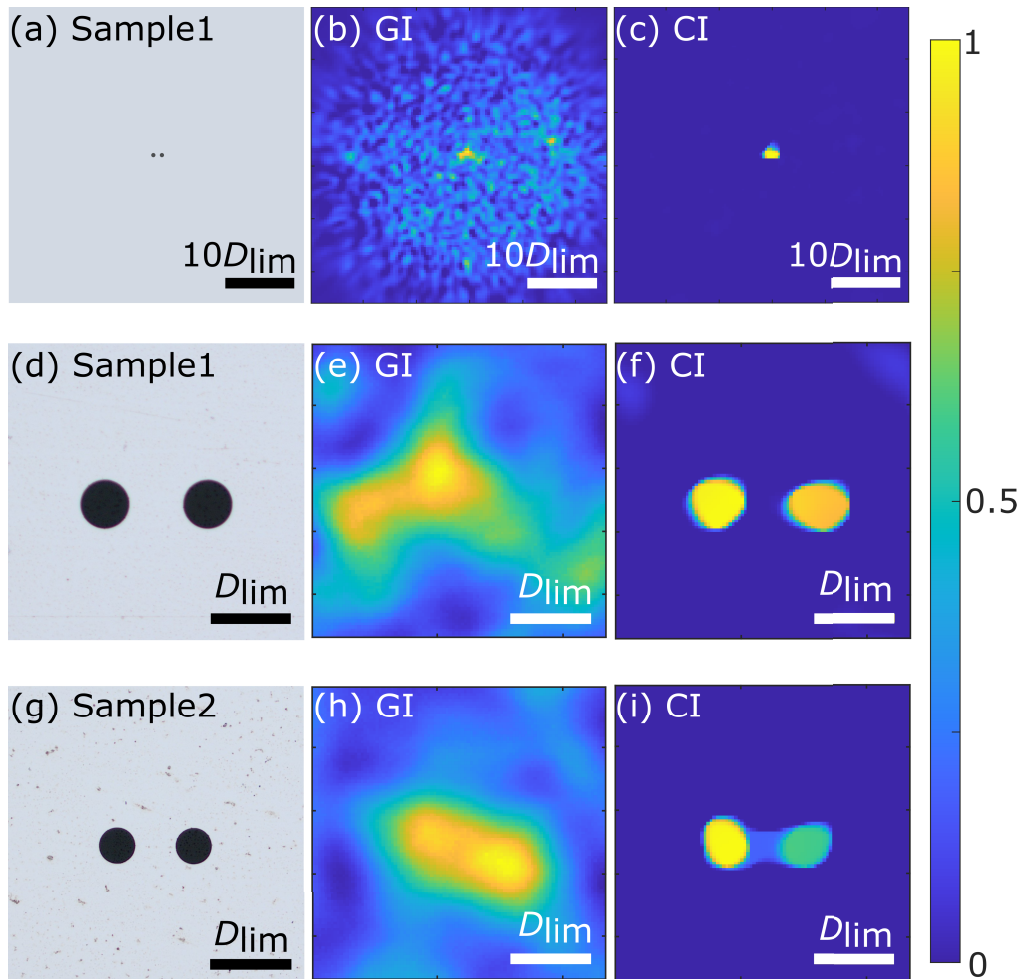 (a) Sample1
(b) GI
(c) CI
1
10Dlim
10Dlim
10Dlim
(d) Sample1
(e) GI
(f) CI
0.5
Dlim
Dlim
Dlim
(g) Sample2
(h) GI
(i) CI
Dlim
Dlim
Dlim
0